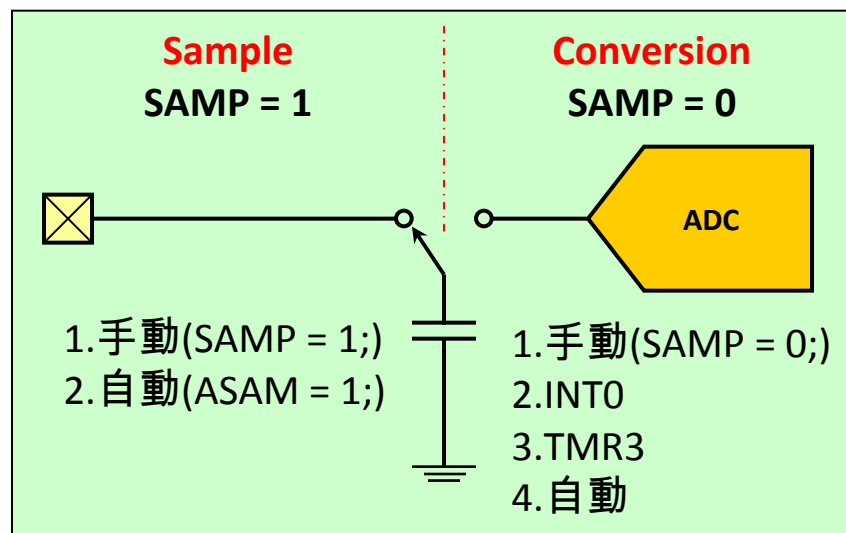 Sample
SAMP = 1
Conversion
SAMP = 0
ADC
1.手動(SAMP = 1;)
2.自動(ASAM = 1;)
1.手動(SAMP = 0;)
2.INT0
3.TMR3
4.自動